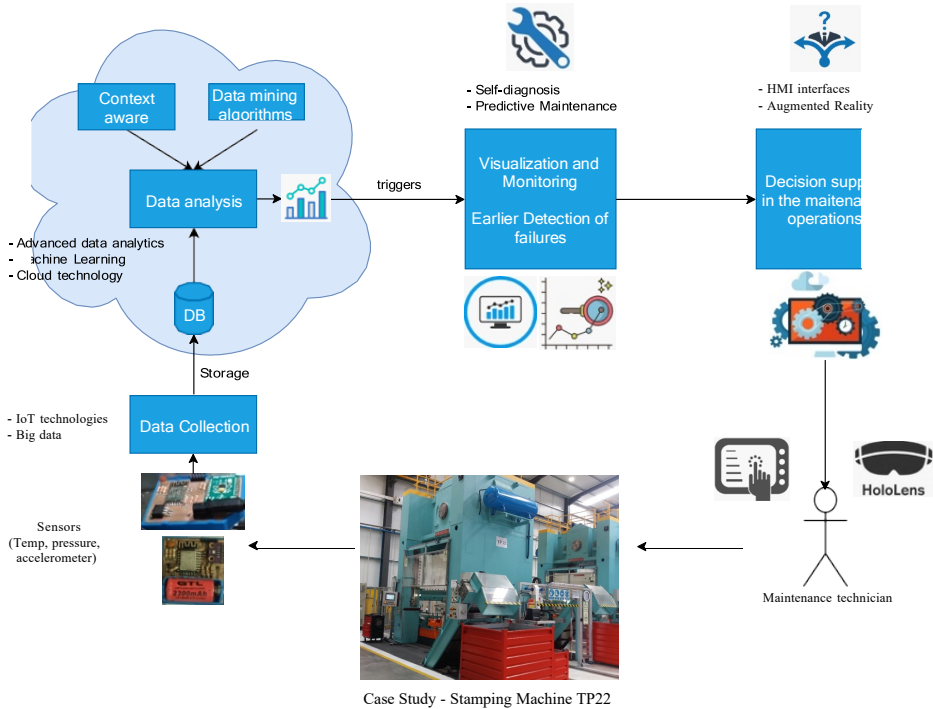 Context
aware
Data mining
algorithms
Data analysis
- Advanced data analytics
Learning
- Cloud technology
DB
Storage
- IoT technologies
- Big data
Data Collection
Sensors
(Temp, pressure,
accelerometer)
GTL
2300mAh
triggers
- Self-diagnosis
- Predictive Maintenance
Visualization and
Monitoring
Earlier Detection of
failures
?
- HMI interfaces
- Augmented Reality
Decision supp
in the maitena
operations
HoloLens
Maintenance technician
Case Study - Stamping Machine TP22